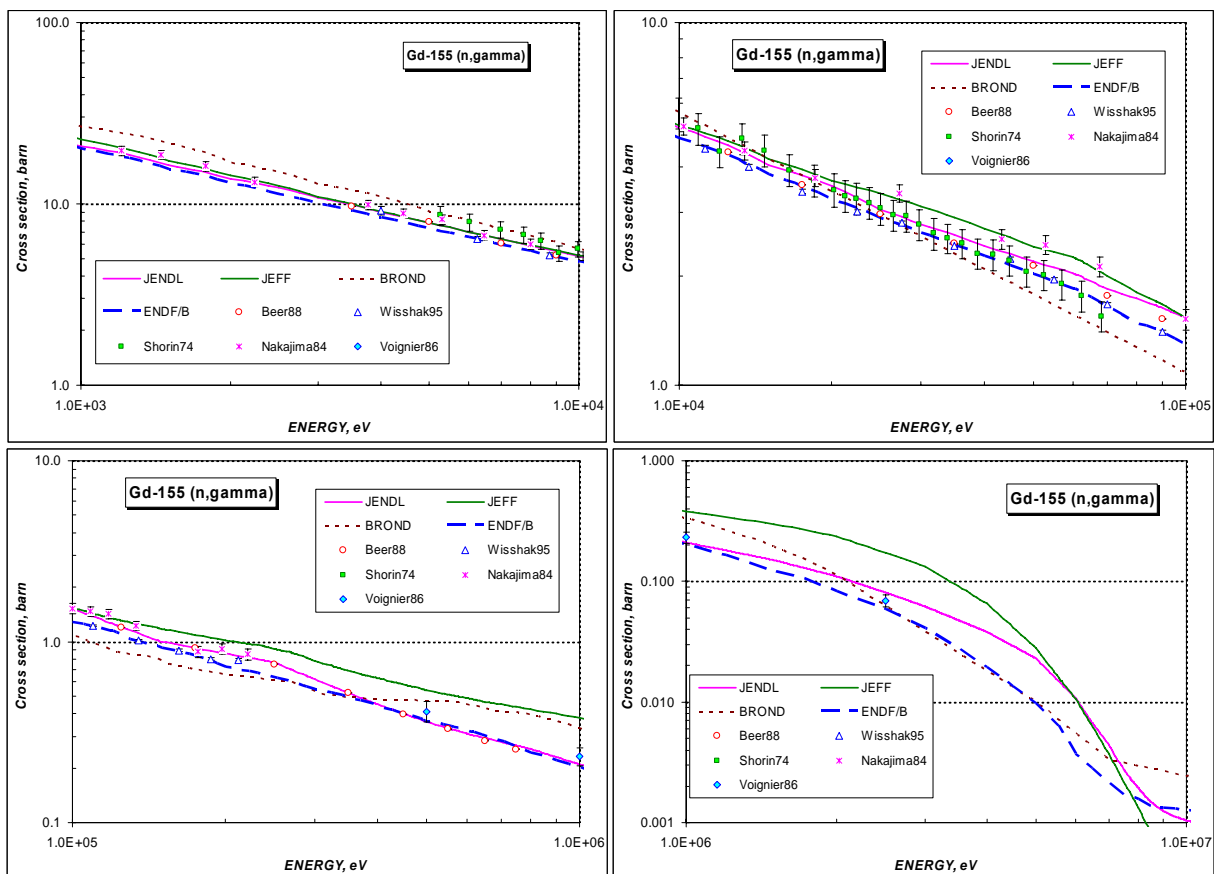 100.0
Gd-155 (n,gamma)
Cross section, barn
10.0
JENDL JEFF BROND
ENDF/B Beer88 Wisshak95
Shorin74 Nakajima84 Voignier86
1.0
1.0E+03 1.0E+04
ENERGY, eV
10.0
Gd-155 (n,gamma)
JENDL JEFF
BROND ENDF/B
Beer88 Wisshak95
Shorin74 Nakajima84
Voignier86
Cross section, barn
1.0
1.0E+04 1.0E+05
ENERGY, eV
10.0
Gd-155 (n,gamma)
JENDL JEFF
BROND ENDF/B
Beer88 Wisshak95
Shorin74 Nakajima84
Voignier86
Cross section, barn
1.0
0.1
1.0E+05 1.0E+06
ENERGY, eV
1.000
Gd-155 (n,gamma)
0.100
Cross section, barn
0.010
JENDL JEFF
BROND ENDF/B
Beer88 Wisshak95
Shorin74 Nakajima84
Voignier86
0.001
1.0E+06 1.0E+07
ENERGY, eV